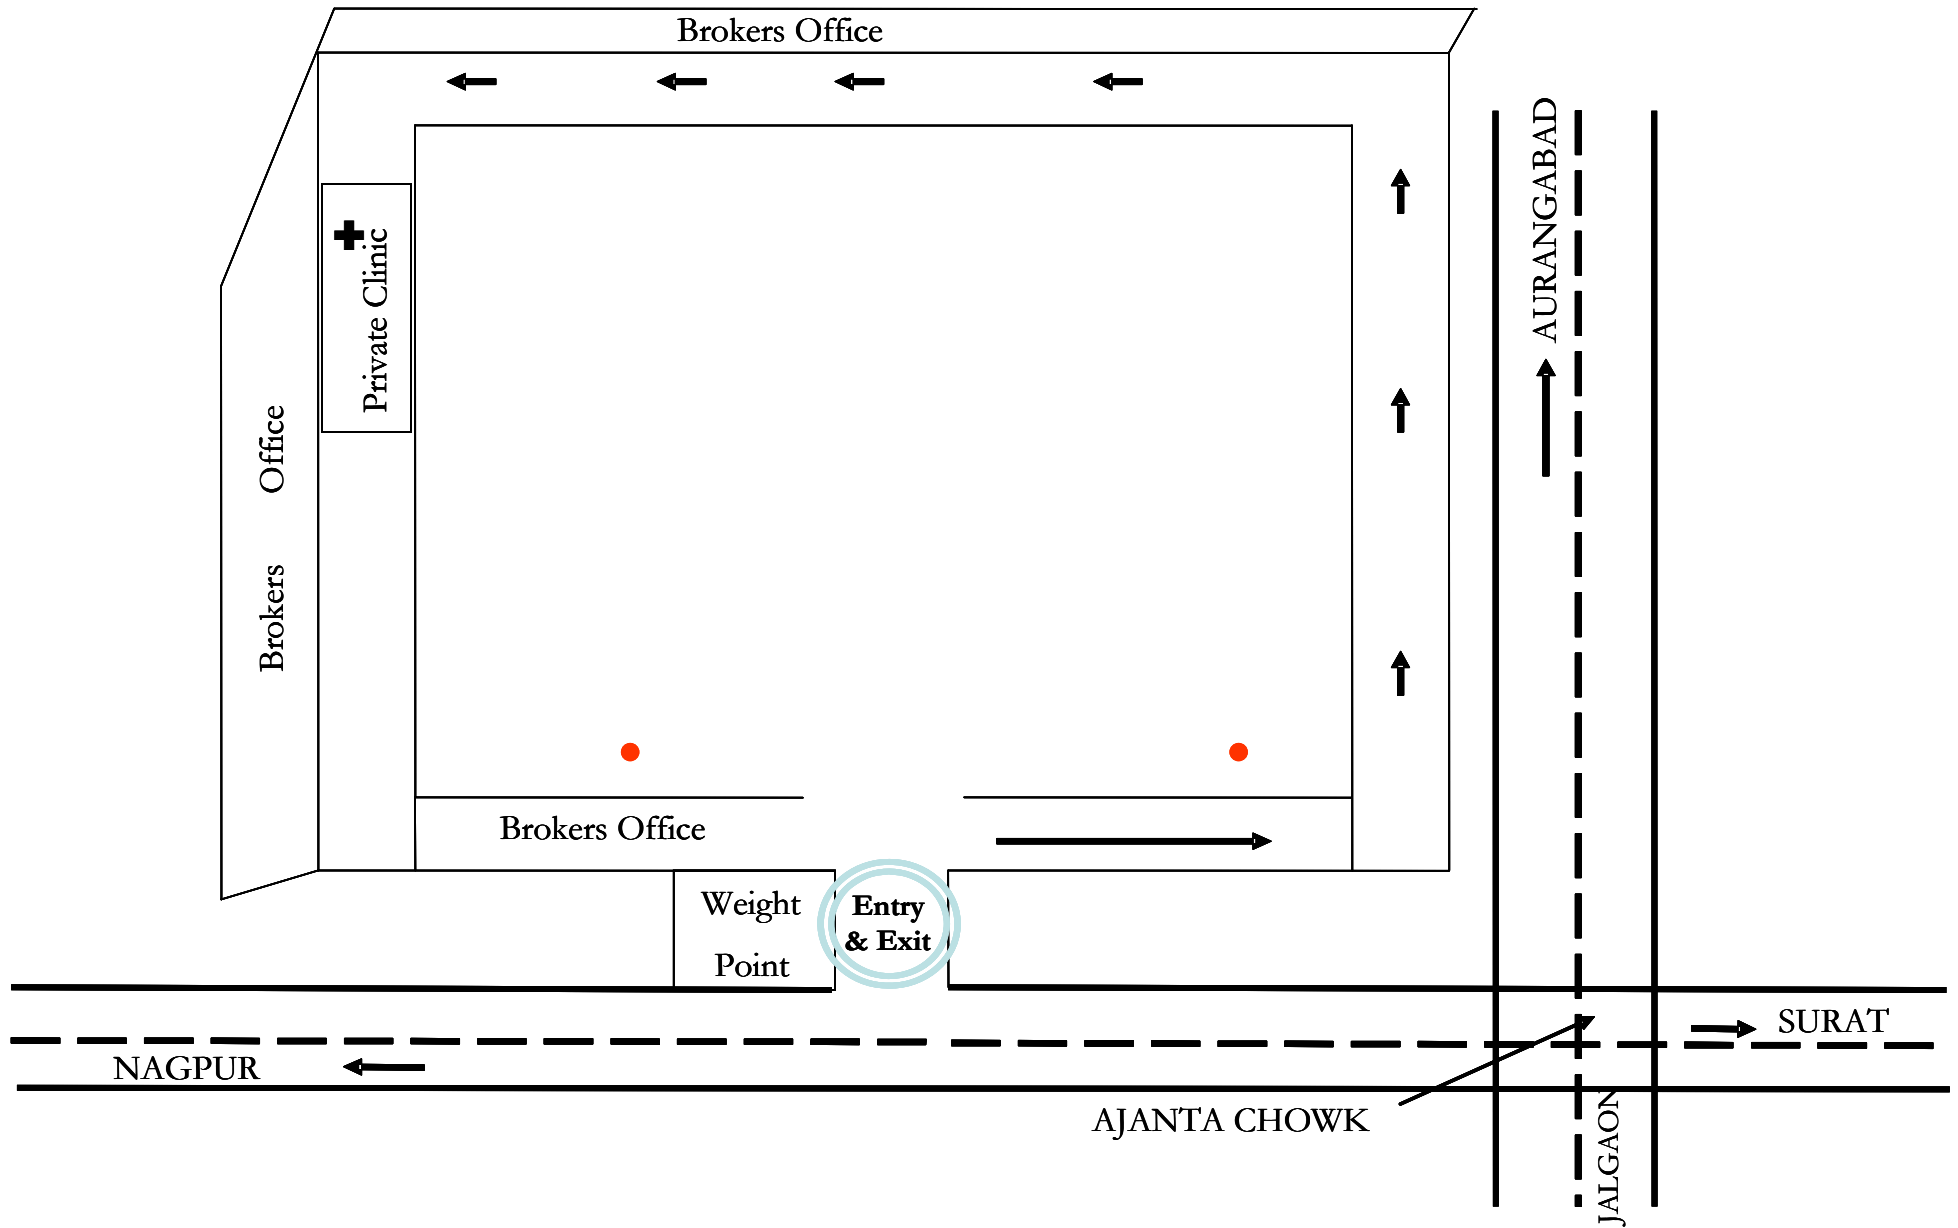 Brokers Office
AURANGABAD
Private Clinic
Brokers Office
Brokers Office
Weight
Point
Entry
& Exit
SURAT
NAGPUR
AJANTA CHOWK
JALGAON